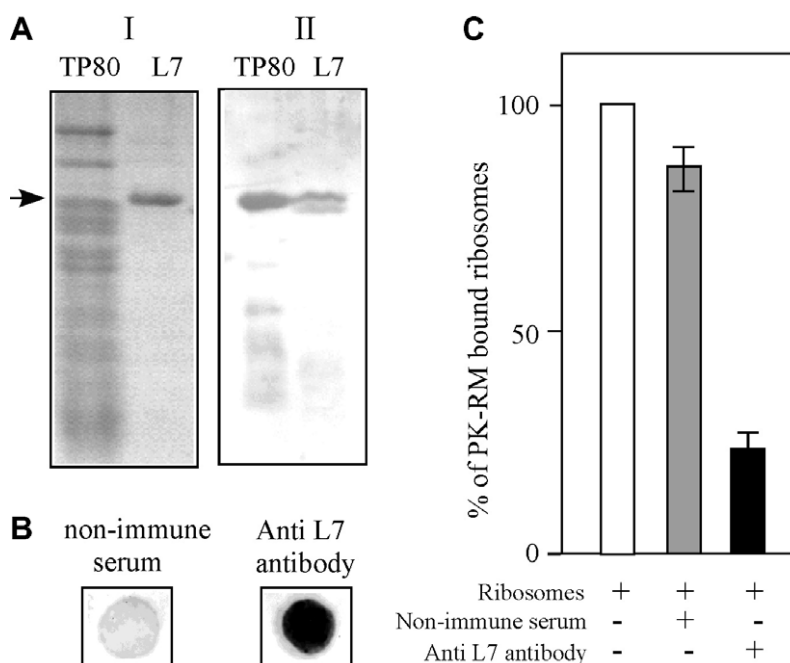 A
I
II
TP80 L7
TP80 L7
B
non-immune
serum
Anti L7
antibody
C
% of PK-RM bound ribosomes
100
50
0
Ribosomes + + +
Non-immune serum - + -
Anti L7 antibody - - +